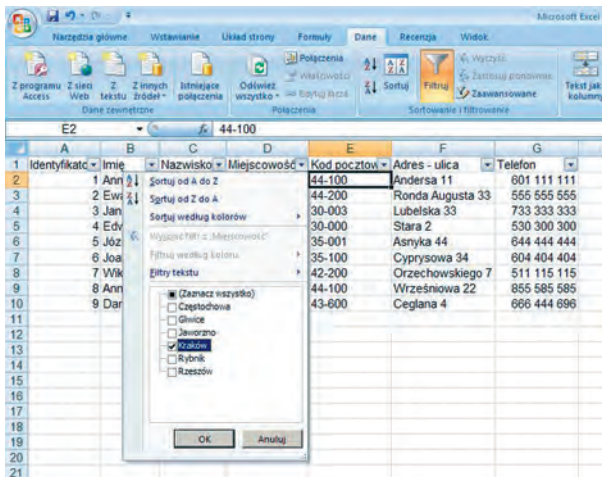 Microsoft Excel
Narzędzia główne Wstawianie Układ strony Formuły Dane Recenzja Widok
Z programu Access
Z sieci Web
Z tekstu
Z innych źródeł
Dane zewnętrzne
Istniejące połączenia
Odśwież wszystko
Połączenia
Właściwości
Edytuj łącza
Połączenia
Sortuj
Filtruj
Wyczyść
Zastosuj ponownie
Zaawansowane
Sortowanie i filtrowanie
Tekst jak kolumny
E2 fx 44-100
A B C D E F G
1 Identyfikato Imię Nazwisko Miejscowość Kod pocztow Adres - ulica Telefon
2 1 Ann 44-100 Andersa 11 601 111 111
3 2 Ewa 44-200 Ronda Augusta 33 555 555 555
4 3 Jan 30-003 Lubelska 33 733 333 333
5 4 Edw 30-000 Stara 2 530 300 300
6 5 Józ 35-001 Asnyka 44 644 444 444
7 6 Joa 35-100 Cyprysowa 34 604 404 404
8 7 Wik 42-200 Orzechowskiego 7 511 115 115
9 8 Ann 44-100 Wrześniowa 22 855 585 585
10 9 Dar 43-600 Ceglana 4 666 444 696
11
12
13
14
15
16
17
18
19
20
21
Sortuj od A do Z
Sortuj od Z do A
Sortuj według kolorów
Wyczyść filtr z „Miejscowość”
Filtruj według koloru
Filtry tekstu
(Zaznacz wszystko)
Częstochowa
Gliwice
Jaworzno
Kraków
Rybnik
Rzeszów
OK Anuluj